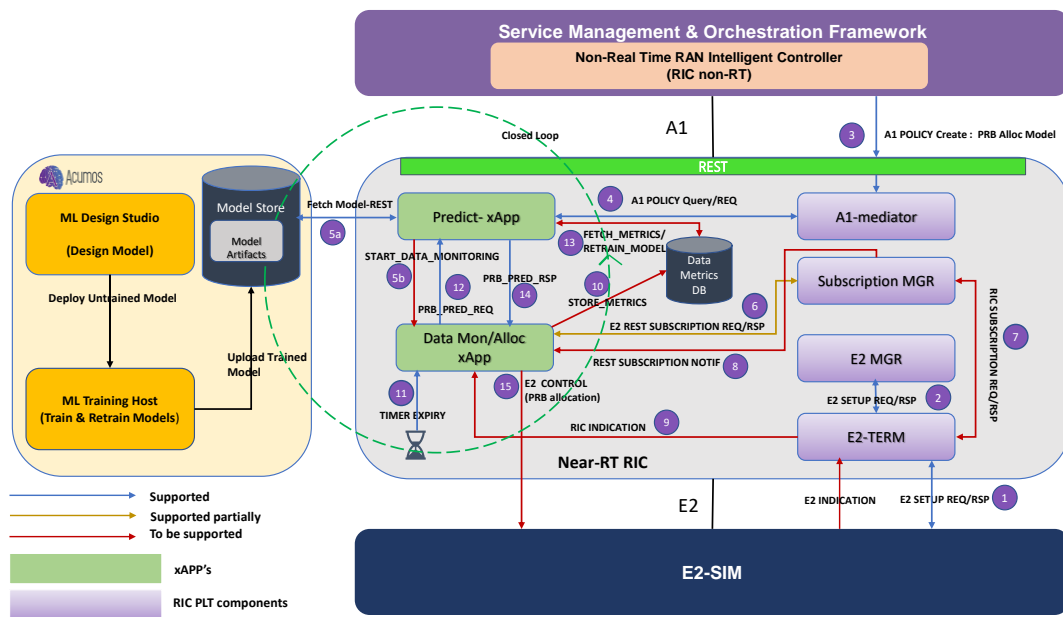 Service Management & Orchestration Framework
Non-Real Time RAN Intelligent Controller
(RIC non-RT)
A1
3
A1 POLICY Create : PRB Alloc Model
Closed Loop
REST
Acumos
ML Design Studio
(Design Model)
Model Store
Model
Artifacts
Fetch Model-REST
5a
Predict- xApp
4
A1 POLICY Query/REQ
A1-mediator
13
FETCH_METRICS/
RETRAIN_MODEL
START_DATA_MONITORING
5b
12
PRB_PRED_REQ
PRB_PRED_RSP
14
10
STORE_METRICS
Data
Metrics
DB
Subscription MGR
6
E2 REST SUBSCRIPTION REQ/RSP
RIC SUBSCRIPTION REQ/RSP
7
Deploy Untrained Model
Data Mon/Alloc
xApp
REST SUBSCRIPTION NOTIF
8
E2 MGR
Upload Trained
Model
ML Training Host
(Train & Retrain Models)
11
TIMER EXPIRY
15
E2 CONTROL
(PRB allocation)
E2 SETUP REQ/RSP
2
RIC INDICATION
9
E2-TERM
Near-RT RIC
E2
E2 INDICATION
E2 SETUP REQ/RSP
1
E2-SIM
Supported
Supported partially
To be supported
xAPP's
RIC PLT components